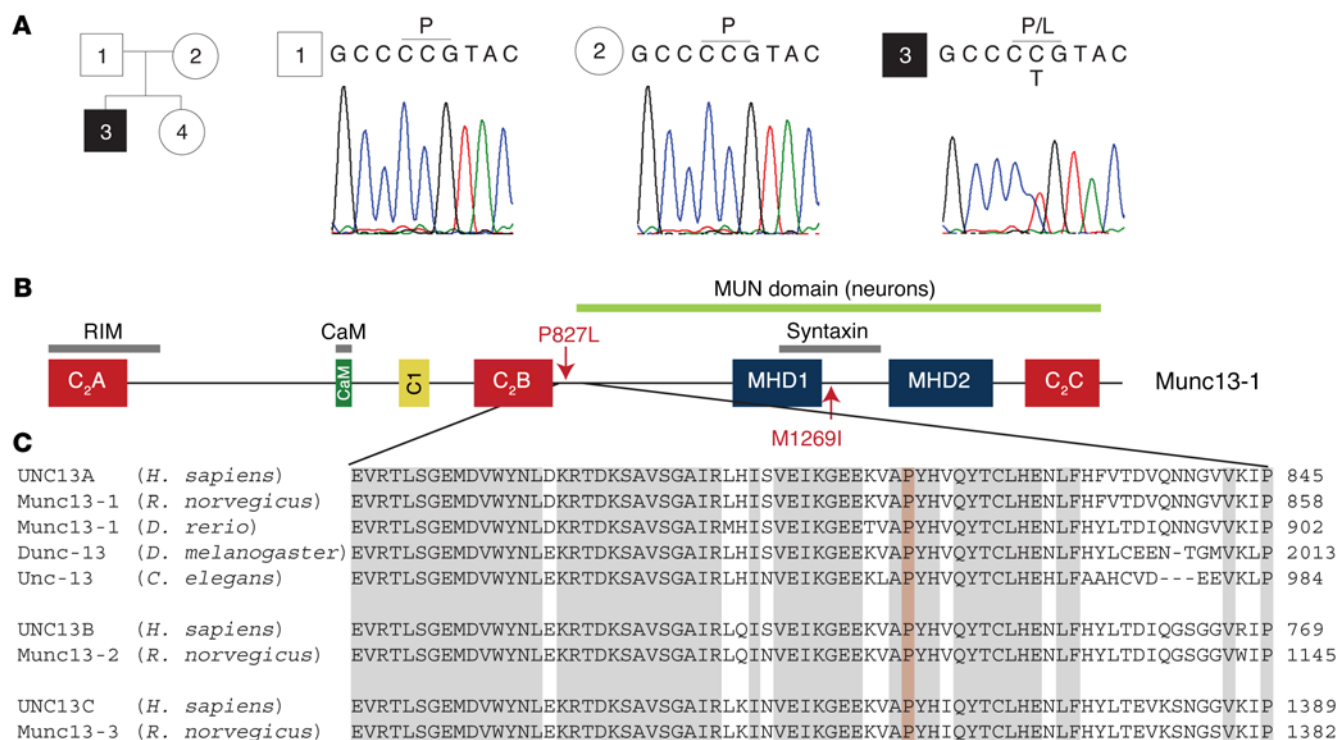 A
1 2
3 4
1 P
G C C C C G T A C
2 P
G C C C C G T A C
3 P/L
G C C C C G T A C
T
B
MUN domain (neurons)
RIM CaM P827L Syntaxin
C2A CaM C1 C2B MHD1 MHD2 C2C Munc13-1
M1269I
C
UNC13A (H. sapiens) EVRTLSGEMDVWYNLDKRTDKSAVSGAIRLHISVEIKGEEKVAPYHVQYTCLHENLFHFVTDVQNNGVVKIP 845
Munc13-1 (R. norvegicus) EVRTLSGEMDVWYNLDKRTDKSAVSGAIRLHISVEIKGEEKVAPYHVQYTCLHENLFHFVTDVQNNGVVKIP 858
Munc13-1 (D. rerio) EVRTLSGEMDVWYNLDKRTDKSAVSGAIRMHISVEIKGEETVAPYHVQYTCLHENLFHYLTDIQNNGVVKIP 902
Dunc-13 (D. melanogaster) EVRTLSGEMDVWYNLEKRTDKSAVSGAIRLHISVEIKGEEKVAPYHVQYTCLHENLFHYLCEEN-TGMVKLP 2013
Unc-13 (C. elegans) EVRTLSGEMDVWYNLEKRTDKSAVSGAIRLHINVEIKGEEKLAPYHVQYTCLHEHLFAAHCVD---EEVKLP 984
UNC13B (H. sapiens) EVRTLSGEMDVWYNLEKRTDKSAVSGAIRLQISVEIKGEEKVAPYHVQYTCLHENLFHYLTDIQGSGGVRIP 769
Munc13-2 (R. norvegicus) EVRTLSGEMDVWYNLEKRTDKSAVSGAIRLQINVEIKGEEKVAPYHVQYTCLHENLFHYLTDIQGSGGVWIP 1145
UNC13C (H. sapiens) EVRTLSGEMDVWYNLEKRTDKSAVSGAIRLKINVEIKGEEKVAPYHIQYTCLHENLFHYLTEVKSNGGVKIP 1389
Munc13-3 (R. norvegicus) EVRTLSGEMDVWYNLEKRTDKSAVSGAIRLKINVEIKGEEKVAPYHIQYTCLHENLFHYLTEVKSNGSVKIP 1382